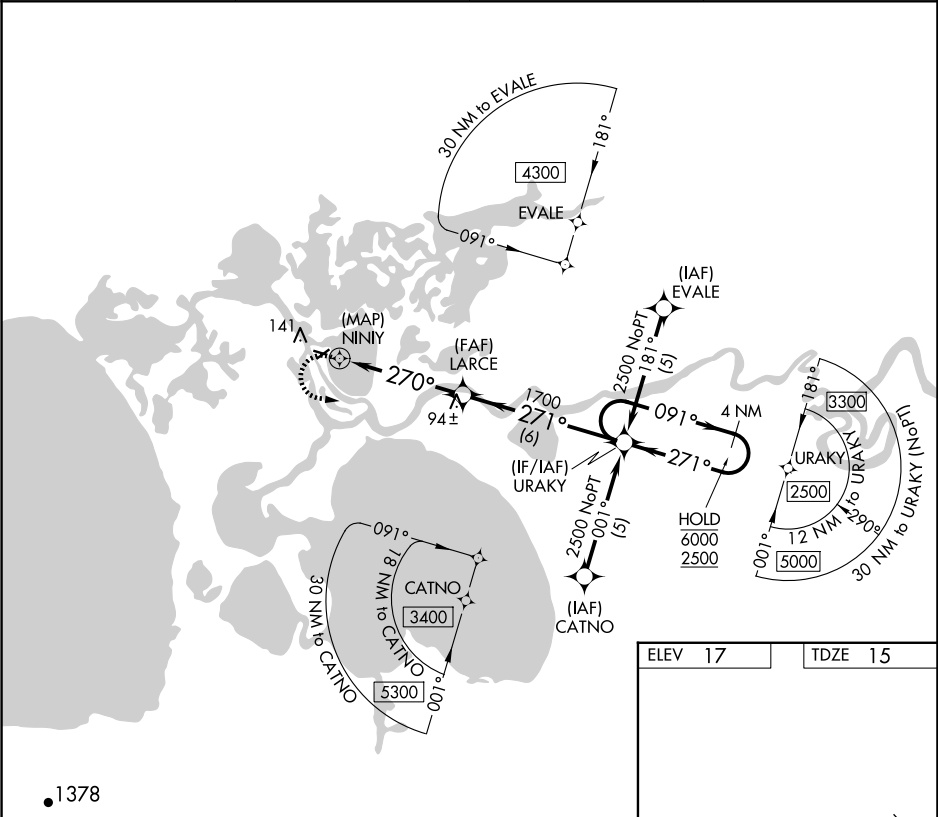 30 NM to EVALE
181°
4300
EVALE
091°
(IAF)
EVALE
2500 NoPT
181°
(5)
141
(MAP)
NINIY
(FAF)
LARCE
270°
94±
1700
271°
(6)
091°
4 NM
(IF/IAF)
URAKY
271°
HOLD
6000
2500
2500 NoPT
001°
(5)
(IAF)
CATNO
181°
3300
URAKY
2500
12 NM to URAKY
290°
001°
5000
30 NM to URAKY (NoPT)
091°
CATNO
3400
18 NM to CATNO
30 NM to CATNO
5300
001°
ELEV 17
TDZE 15
1378